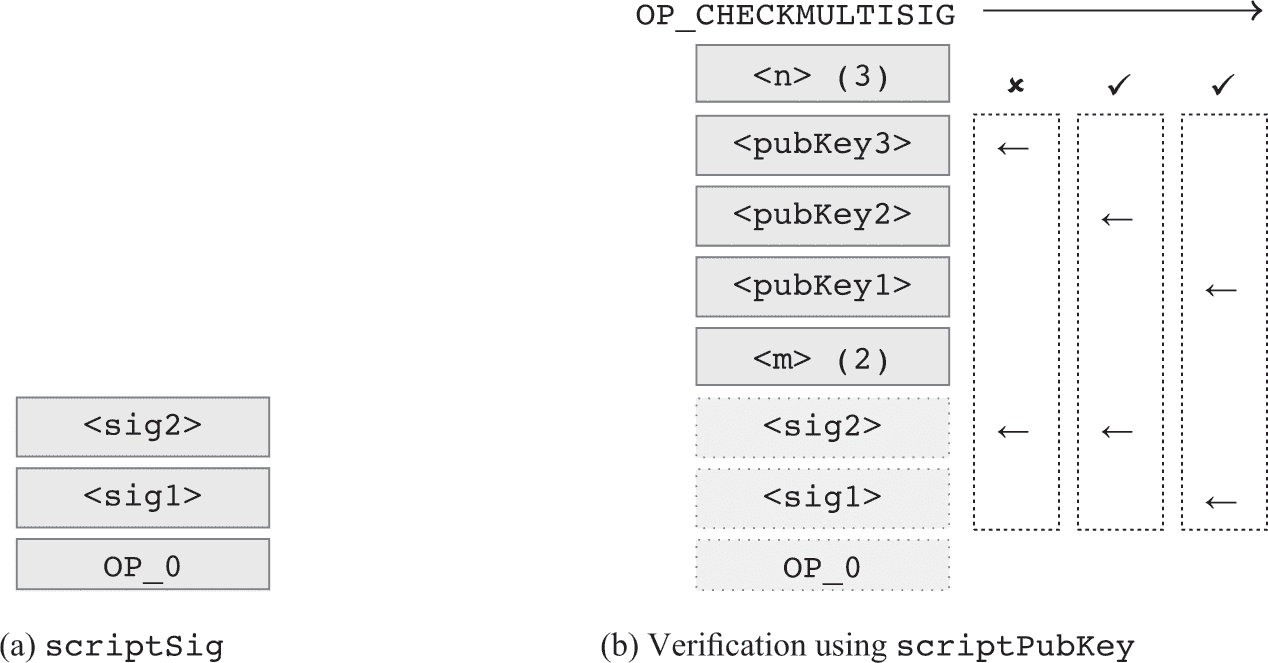 OP_CHECKMULTISIG
<n> (3)
✘ ✓ ✓
<pubKey3>
<pubKey2>
<pubKey1>
<m> (2)
<sig2>
<sig1>
OP_0
<sig2>
<sig1>
OP_0
(a) scriptSig
(b) Verification using scriptPubKey